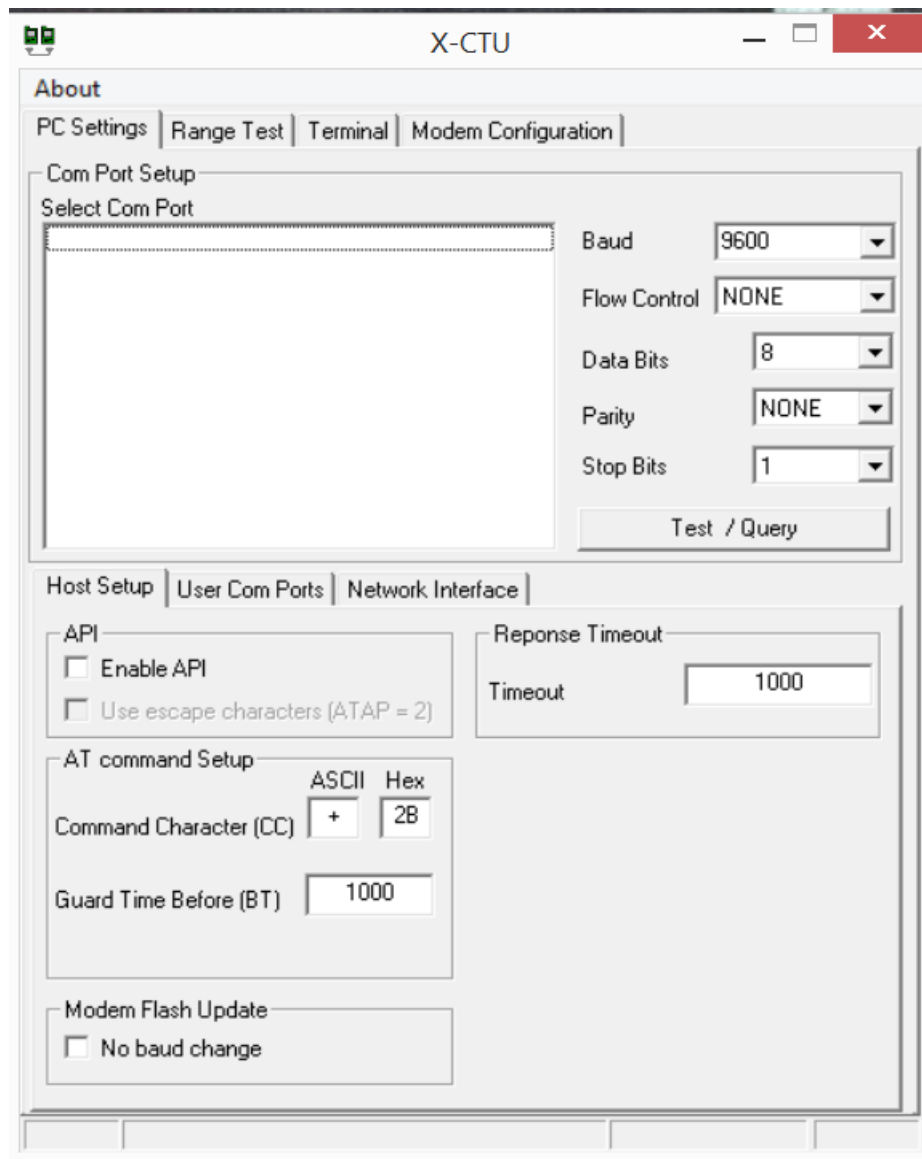 X-CTU
About
PC Settings Range Test Terminal Modem Configuration
Com Port Setup
Select Com Port
Baud 9600
Flow Control NONE
Data Bits 8
Parity NONE
Stop Bits 1
Test / Query
Host Setup User Com Ports Network Interface
API
Enable API
Use escape characters (ATAP = 2)
Reponse Timeout
Timeout 1000
AT command Setup
ASCII Hex
Command Character (CC) + 2B
Guard Time Before (BT) 1000
Modem Flash Update
No baud change